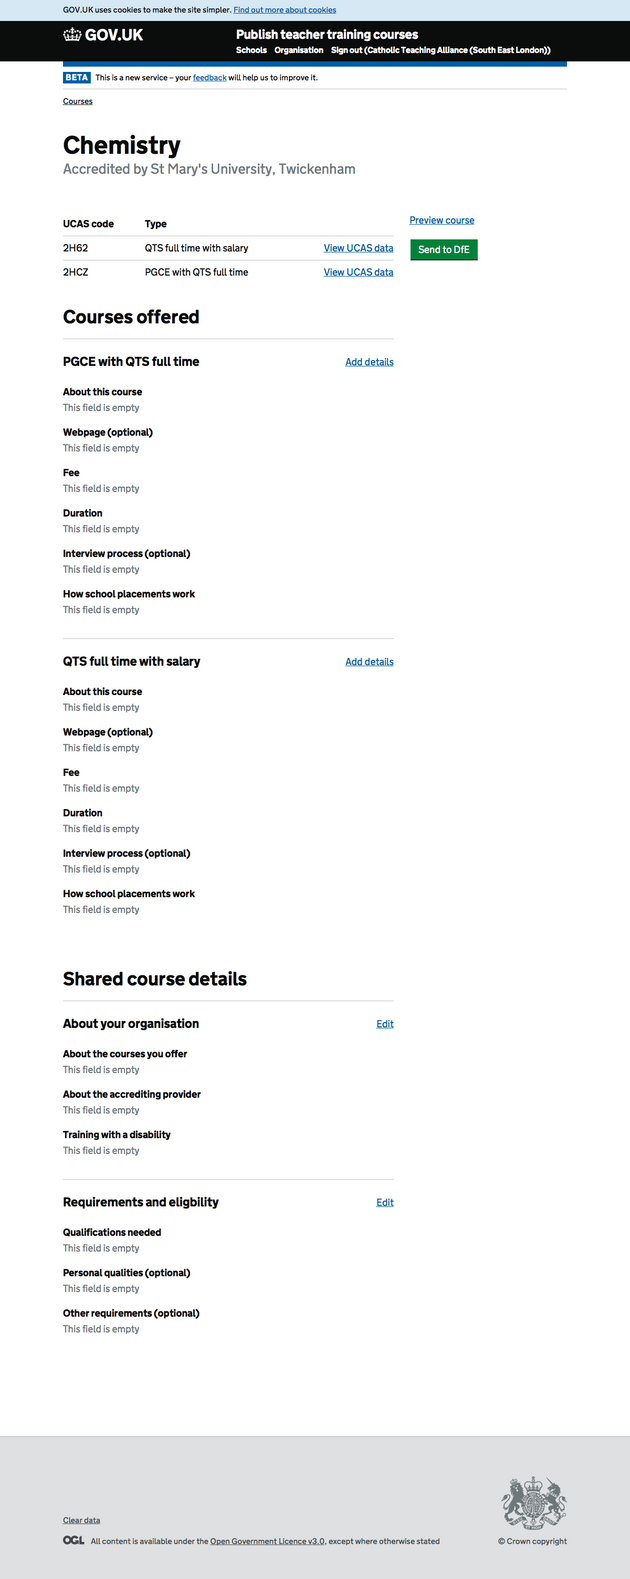 GOV.UK uses cookies to make the site simpler. Find out more about cookies
GOV.UK
Publish teacher training courses
Schools Organisation Sign out (Catholic Teaching Alliance (South East London))
BETA This is a new service – your feedback will help us to improve it.
Courses
Chemistry
Accredited by St Mary's University, Twickenham
UCAS code Type
2H62 QTS full time with salary View UCAS data
2HCZ PGCE with QTS full time View UCAS data
Preview course
Send to DfE
Courses offered
PGCE with QTS full time Add details
About this course
This field is empty
Webpage (optional)
This field is empty
Fee
This field is empty
Duration
This field is empty
Interview process (optional)
This field is empty
How school placements work
This field is empty
QTS full time with salary Add details
About this course
This field is empty
Webpage (optional)
This field is empty
Fee
This field is empty
Duration
This field is empty
Interview process (optional)
This field is empty
How school placements work
This field is empty
Shared course details
About your organisation Edit
About the courses you offer
This field is empty
About the accrediting provider
This field is empty
Training with a disability
This field is empty
Requirements and eligbility Edit
Qualifications needed
This field is empty
Personal qualities (optional)
This field is empty
Other requirements (optional)
This field is empty
Clear data
OGL All content is available under the Open Government Licence v3.0, except where otherwise stated
© Crown copyright